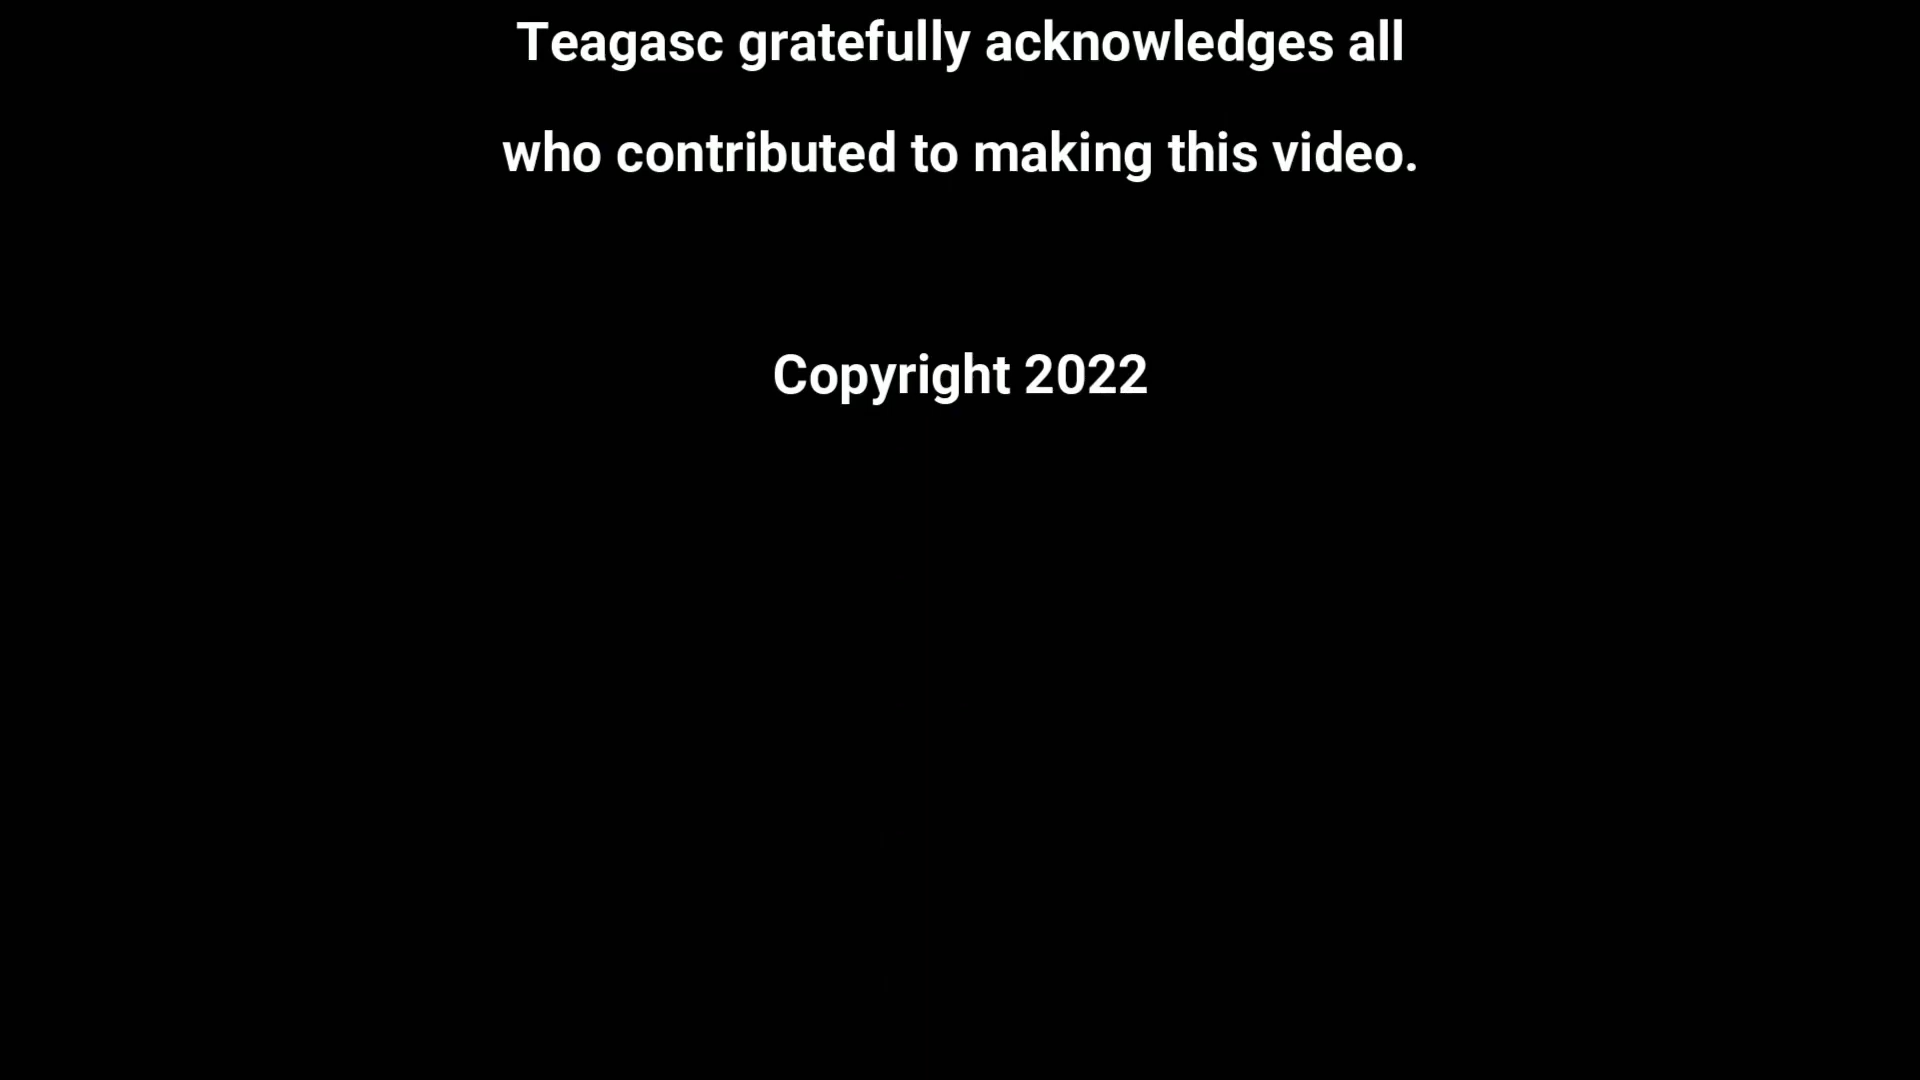 Teagasc gratefully acknowledges all
who contributed to making this video.
Copyright 2022